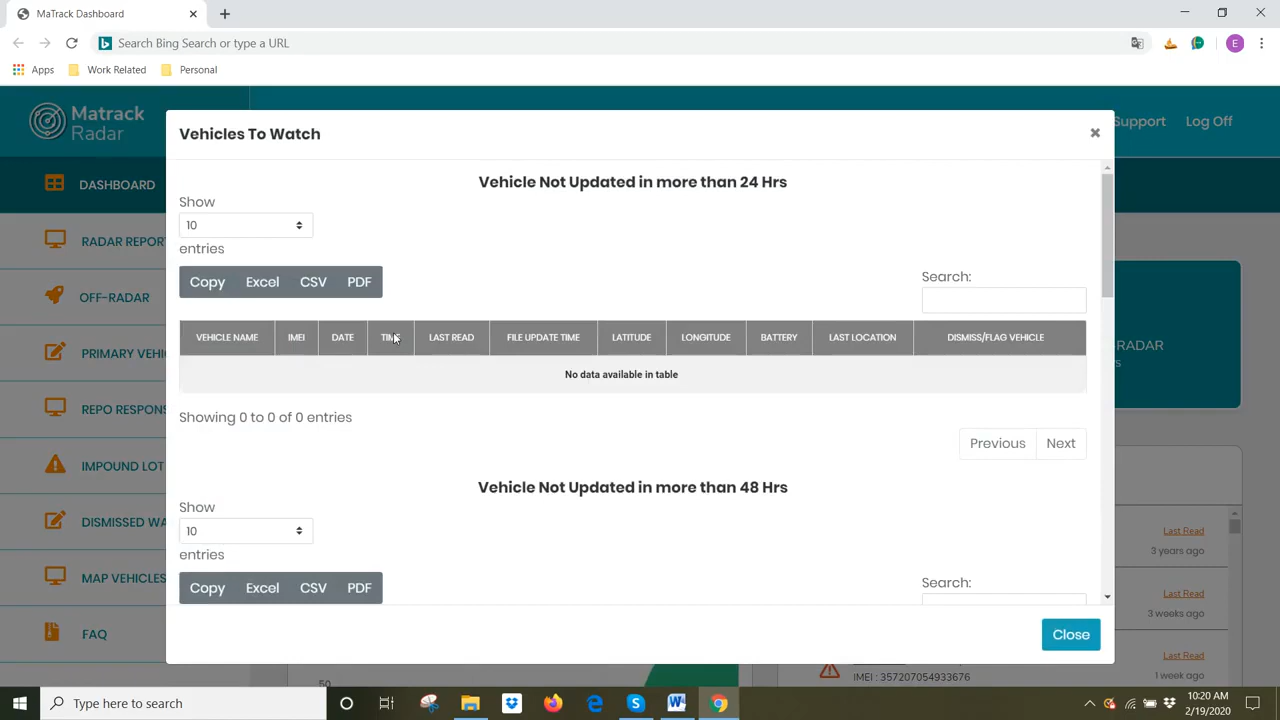 MaTrack Dashboard
Search Bing Search or type a URL
E
Apps
Work Related
Personal
Matrack
Radar
Support
Log Off
DASHBOARD
RADAR REPOR
OFF-RADAR
PRIMARY VEHI
REPO RESPONS
IMPOUND LOT
DISMISSED WA
MAP VEHICLES
FAQ
Vehicles To Watch
×
Vehicle Not Updated in more than 24 Hrs
Show
10
entries
Copy
Excel
CSV
PDF
Search:
VEHICLE NAME
IMEI
DATE
TIME
LAST READ
FILE UPDATE TIME
LATITUDE
LONGITUDE
BATTERY
LAST LOCATION
DISMISS/FLAG VEHICLE
No data available in table
Showing 0 to 0 of 0 entries
Previous
Next
Vehicle Not Updated in more than 48 Hrs
Show
10
entries
Copy
Excel
CSV
PDF
Search:
Close
RADAR
s
Last Read
3 years ago
Last Read
3 weeks ago
Last Read
IMEI : 357207054933676
50
Type here to search
10:20 AM
2/19/2020